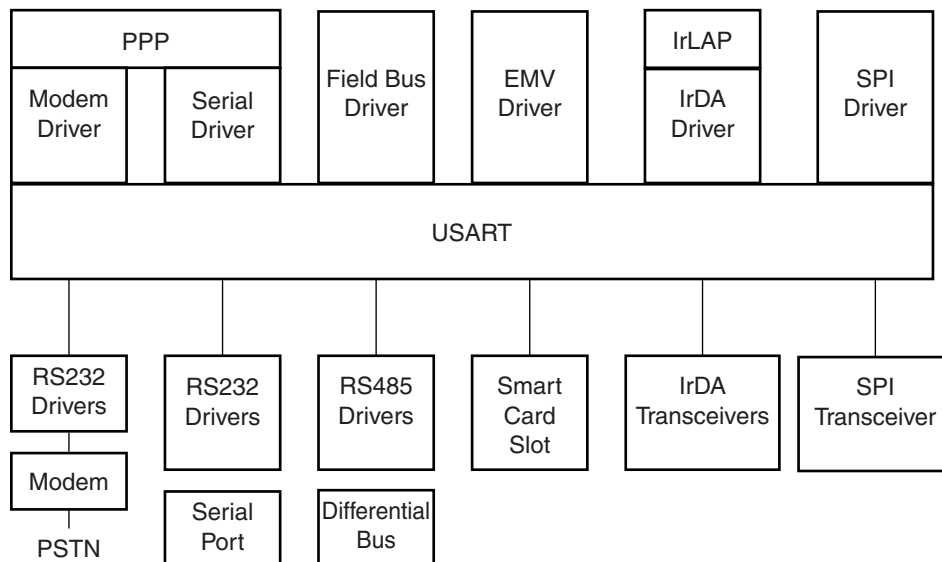 PPP
Modem
Driver
Serial
Driver
Field Bus
Driver
EMV
Driver
IrLAP
IrDA
Driver
SPI
Driver
USART
RS232
Drivers
Modem
PSTN
RS232
Drivers
Serial
Port
RS485
Drivers
Differential
Bus
Smart
Card
Slot
IrDA
Transceivers
SPI
Transceiver